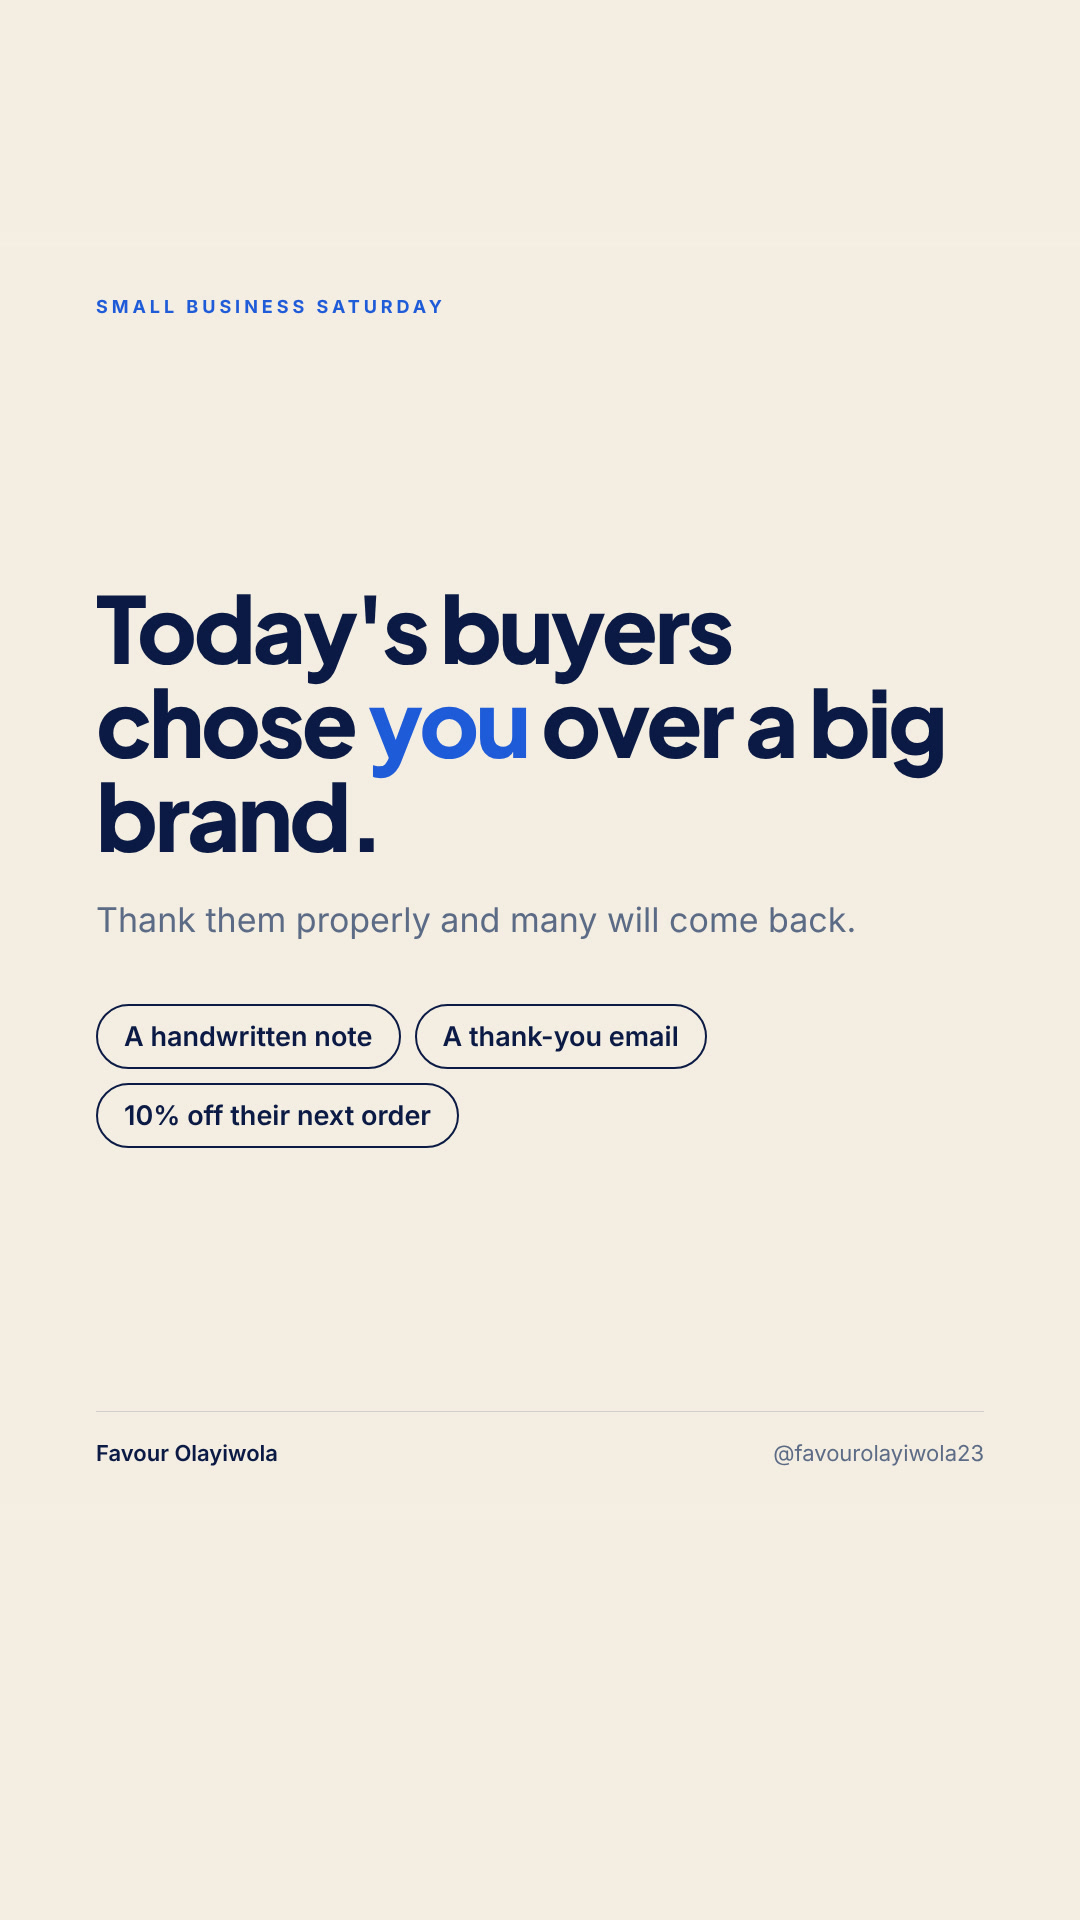 SMALL BUSINESS SATURDAY
Today's buyers
chose you over a big
brand.
Thank them properly and many will come back.
A handwritten note
A thank-you email
10% off their next order
Favour Olayiwola
@favourolayiwola23